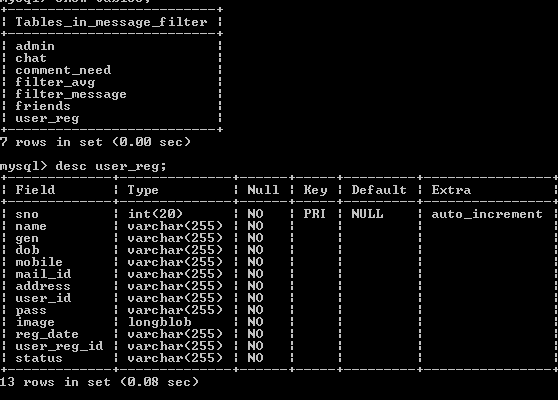 mysql> show tables;
Tables_in_message_filter
admin
chat
comment_need
filter_avg
filter_message
friends
user_reg
7 rows in set (0.00 sec)
mysql> desc user_reg;
Field | Type | Null | Key | Default | Extra
sno | int(20) | NO | PRI | NULL | auto_increment
name | varchar(255) | NO
gen | varchar(255) | NO
dob | varchar(255) | NO
mobile | varchar(255) | NO
mail_id | varchar(255) | NO
address | varchar(255) | NO
user_id | varchar(255) | NO
pass | varchar(255) | NO
image | longblob | NO
reg_date | varchar(255) | NO
user_reg_id | varchar(255) | NO
status | varchar(255) | NO
13 rows in set (0.08 sec)